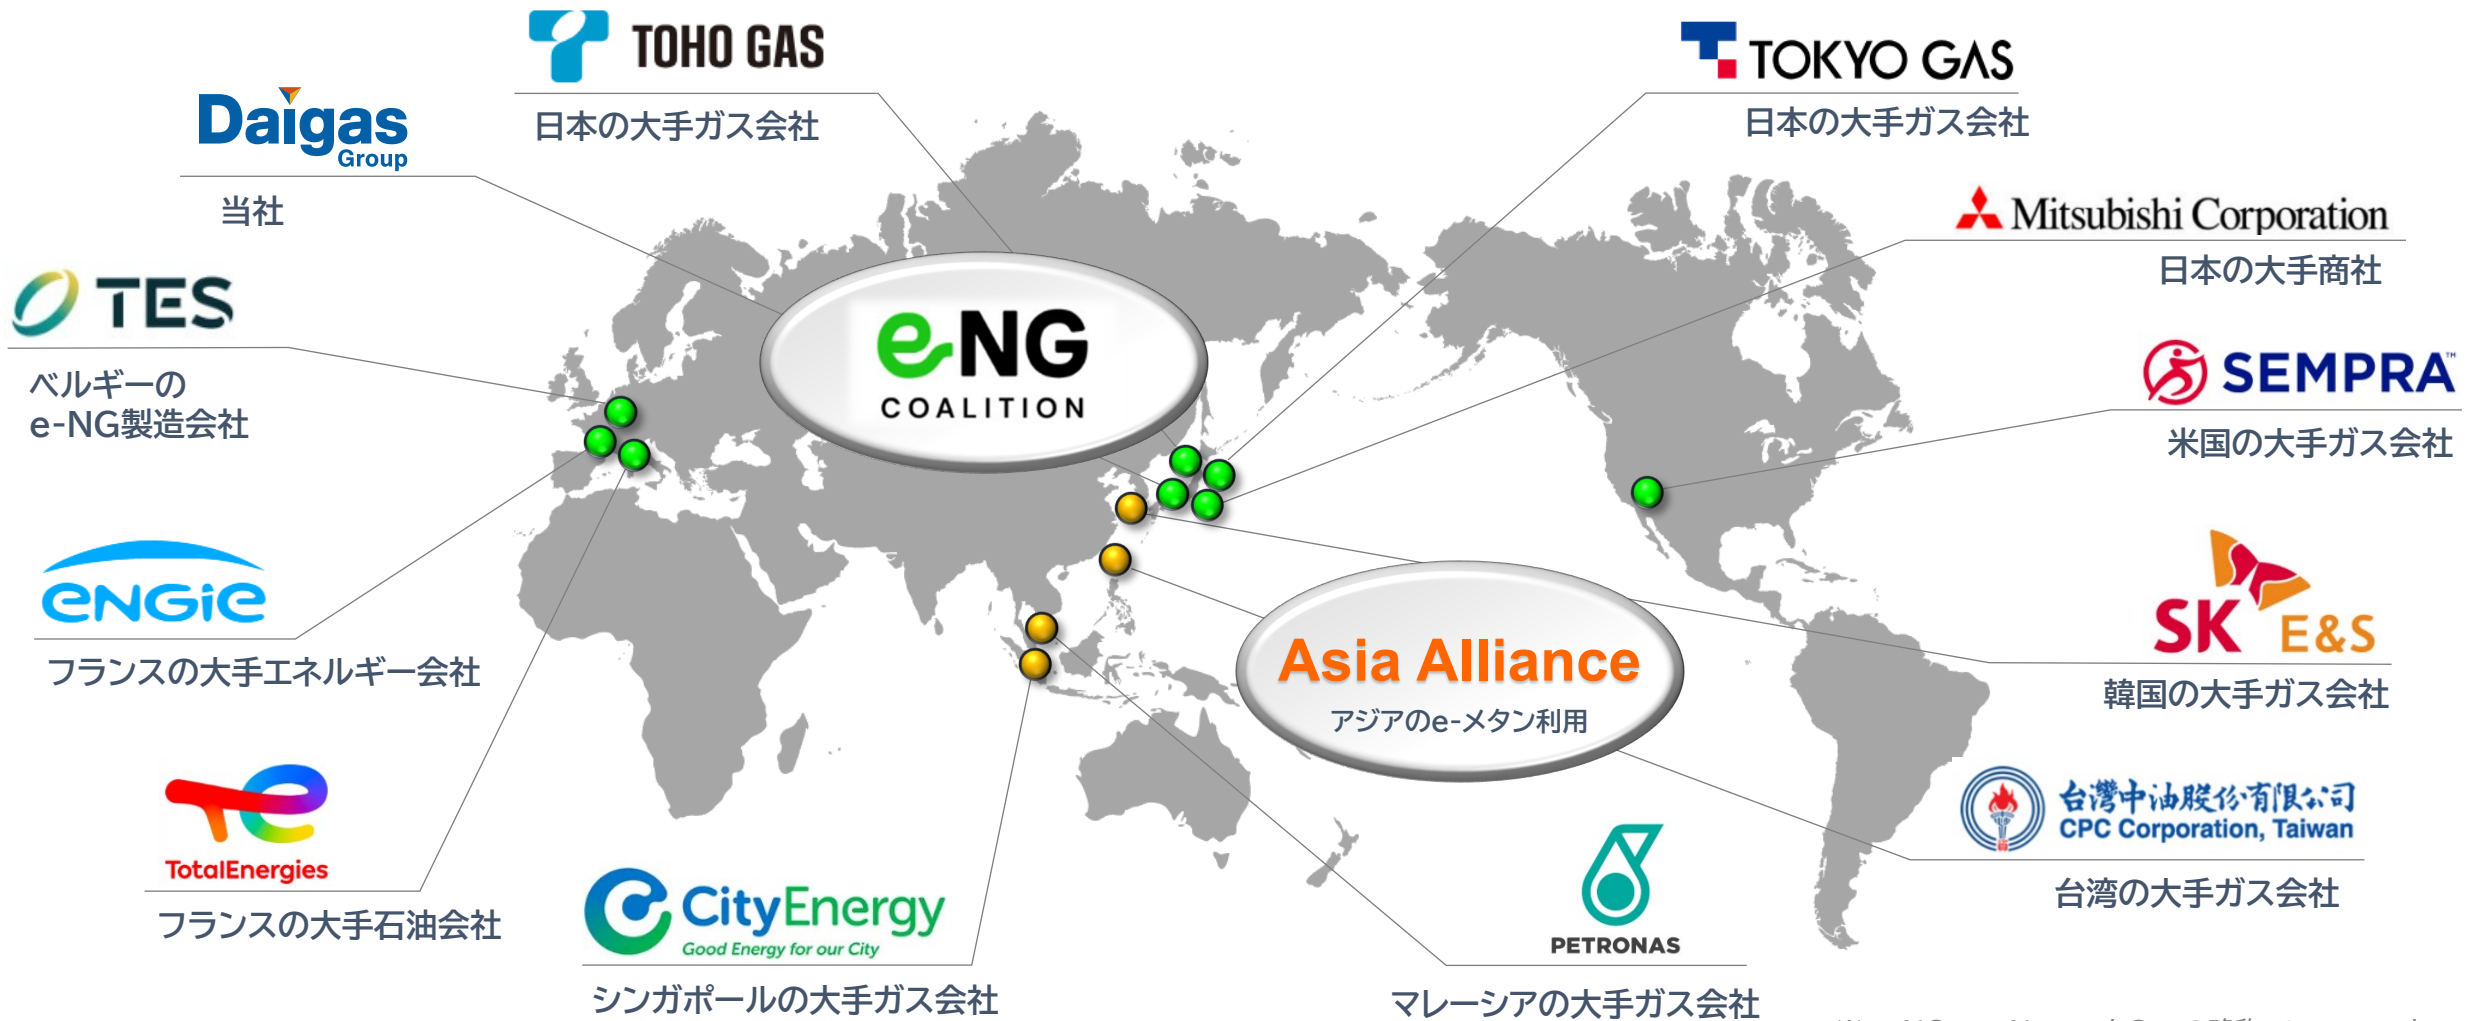 TOHO GAS
日本の大手ガス会社
TOKYO GAS
日本の大手ガス会社
Daigas
Group
当社
Mitsubishi Corporation
日本の大手商社
TES
ベルギーの
e-NG製造会社
e-NG
COALITION
SEMPRA™
米国の大手ガス会社
ENGIE
フランスの大手エネルギー会社
SK E&S
韓国の大手ガス会社
Asia Alliance
アジアのe-メタン利用
TotalEnergies
フランスの大手石油会社
台灣中油股份有限公司
CPC Corporation, Taiwan
台湾の大手ガス会社
CityEnergy
Good Energy for our City
シンガポールの大手ガス会社
PETRONAS
マレーシアの大手ガス会社